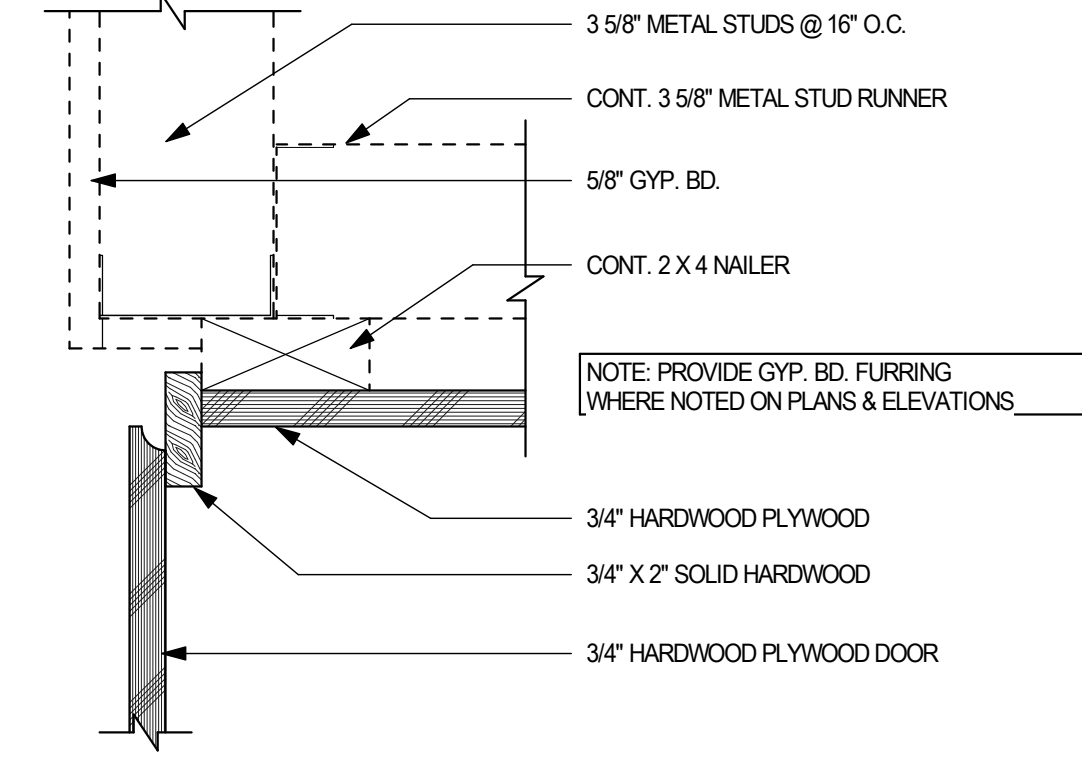 3 5/8" METAL STUDS @ 16" O.C.
CONT. 3 5/8" METAL STUD RUNNER
5/8" GYP. BD.
CONT. 2 X 4 NAILER
NOTE: PROVIDE GYP. BD. FURRING
WHERE NOTED ON PLANS & ELEVATIONS
3/4" HARDWOOD PLYWOOD
3/4" X 2" SOLID HARDWOOD
3/4" HARDWOOD PLYWOOD DOOR